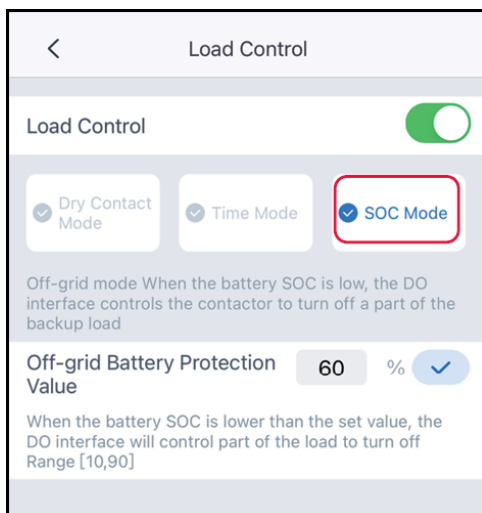 Load Control
Load Control
Dry Contact
Mode
Time Mode
SOC Mode
Off-grid mode When the battery SOC is low, the DO
interface controls the contactor to turn off a part of the
backup load
Off-grid Battery Protection
Value
60 %
When the battery SOC is lower than the set value, the
DO interface will control part of the load to turn off
Range [10,90]